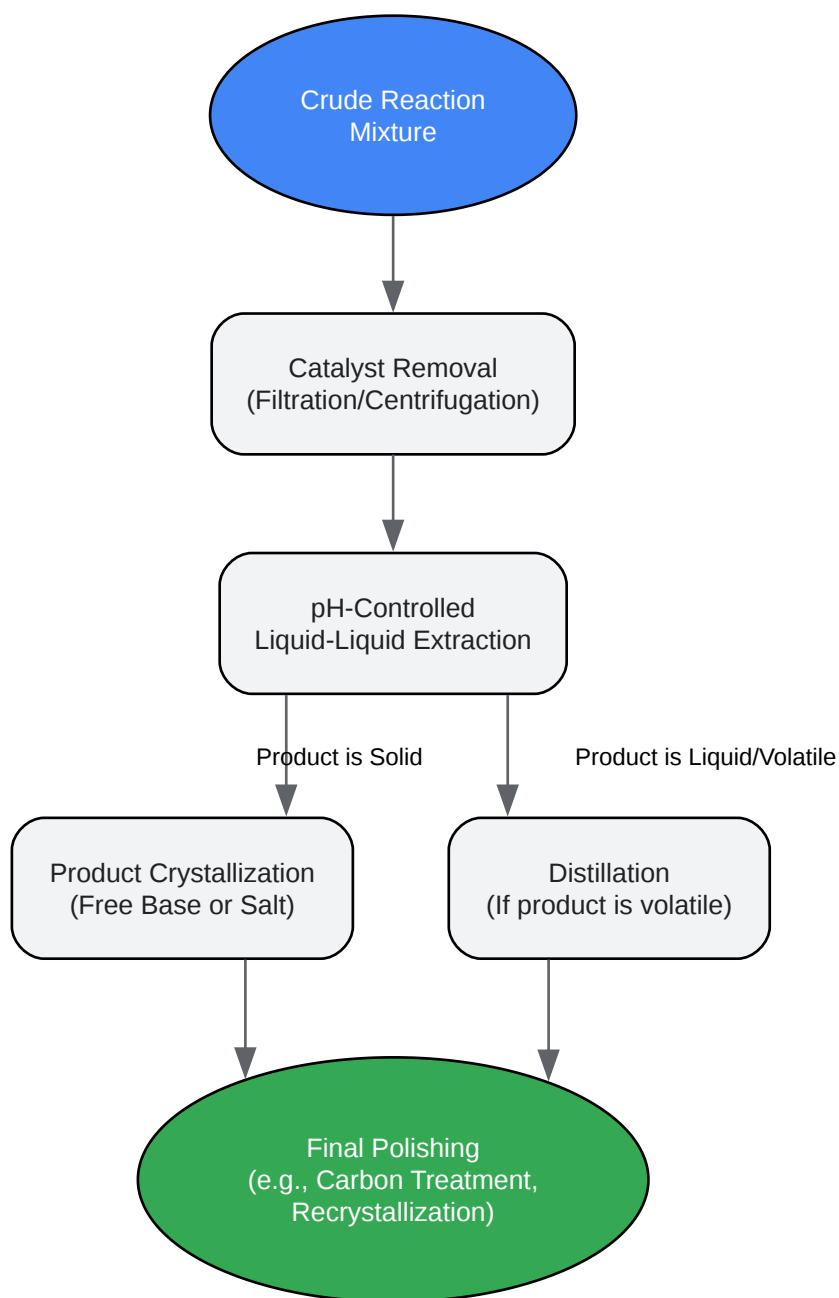 Crude Reaction
Mixture
Catalyst Removal
(Filtration/Centrifugation)
pH-Controlled
Liquid-Liquid Extraction
Product is Solid
Product is Liquid/Volatile
Product Crystallization
(Free Base or Salt)
Distillation
(If product is volatile)
Final Polishing
(e.g., Carbon Treatment,
Recrystallization)